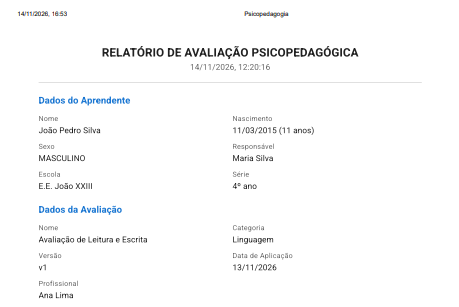 14/11/2026, 16:53 Psicopedagogia
RELATÓRIO DE AVALIAÇÃO PSICOPEDAGÓGICA
14/11/2026, 12:20:16
Dados do Aprendente
Nome Nascimento
João Pedro Silva 11/03/2015 (11 anos)
Sexo Responsável
MASCULINO Maria Silva
Escola Série
E.E. João XXIII 4º ano
Dados da Avaliação
Nome Categoria
Avaliação de Leitura e Escrita Linguagem
Versão Data de Aplicação
v1 13/11/2026
Profissional
Ana Lima